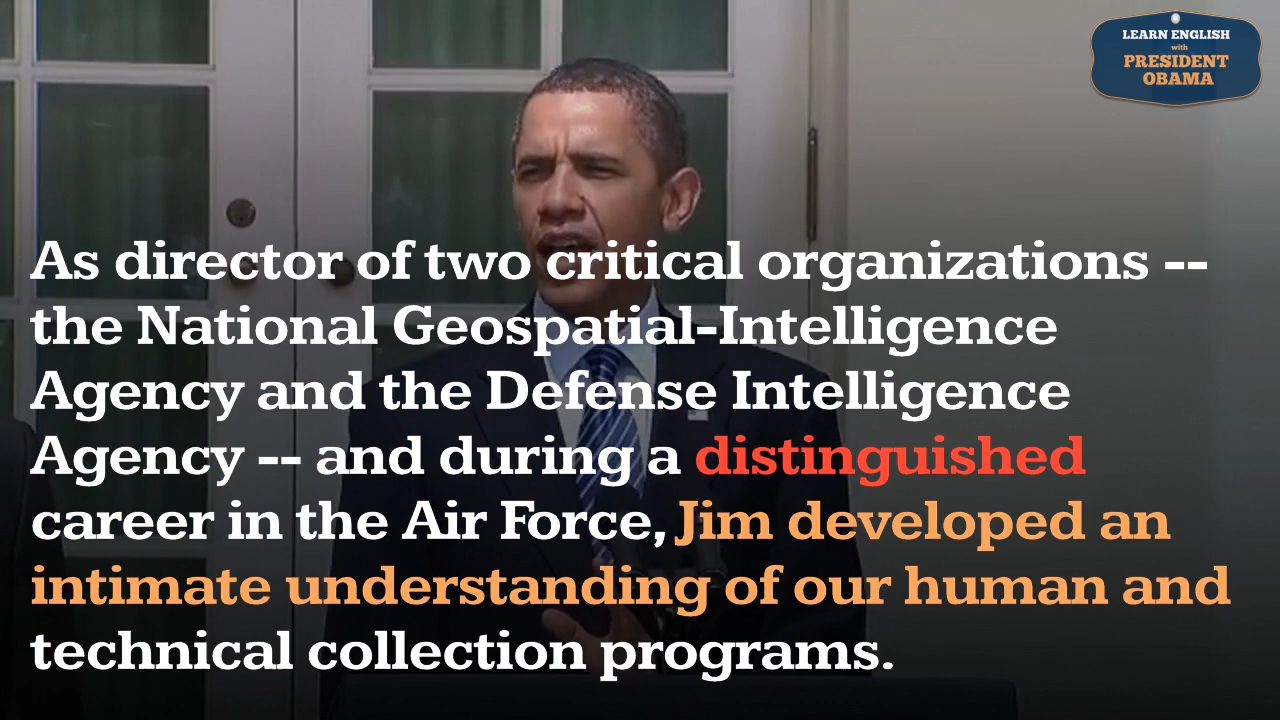 LEARN ENGLISH
with
PRESIDENT
OBAMA
As director of two critical organizations --
the National Geospatial-Intelligence
Agency and the Defense Intelligence
Agency -- and during a distinguished
career in the Air Force, Jim developed an
intimate understanding of our human and
technical collection programs.